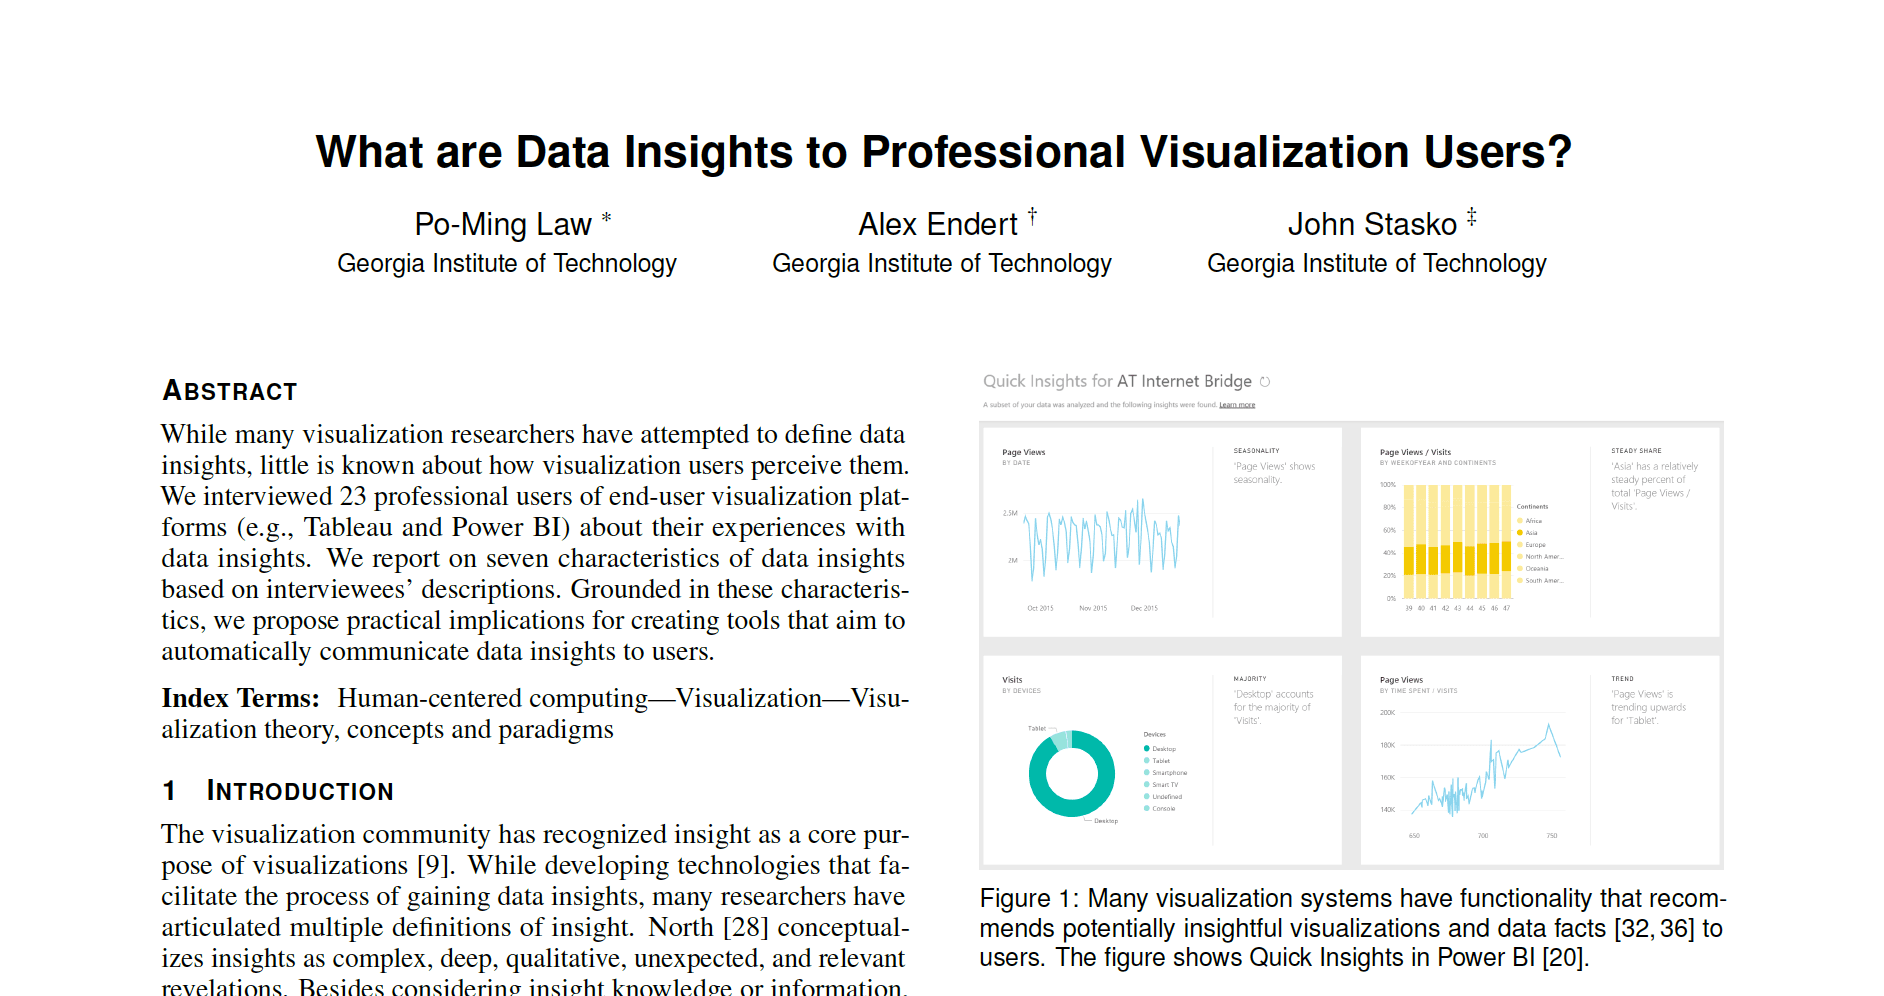 What are Data Insights to Professional Visualization Users?
Po-Ming Law *
Georgia Institute of Technology
Alex Endert †
Georgia Institute of Technology
John Stasko ‡
Georgia Institute of Technology
ABSTRACT
While many visualization researchers have attempted to define data
insights, little is known about how visualization users perceive them.
We interviewed 23 professional users of end-user visualization plat-
forms (e.g., Tableau and Power BI) about their experiences with
data insights. We report on seven characteristics of data insights
based on interviewees’ descriptions. Grounded in these characteris-
tics, we propose practical implications for creating tools that aim to
automatically communicate data insights to users.
Index Terms: Human-centered computing—Visualization—Visu-
alization theory, concepts and paradigms
1 INTRODUCTION
The visualization community has recognized insight as a core pur-
pose of visualizations [9]. While developing technologies that fa-
cilitate the process of gaining data insights, many researchers have
articulated multiple definitions of insight. North [28] conceptual-
izes insights as complex, deep, qualitative, unexpected, and relevant
revelations. Besides considering insight knowledge or information,
Quick Insights for AT Internet Bridge
A subset of your data was analyzed and the following insights were found. Learn more
Page Views
BY DATE
2.5M
2M
Oct 2015 Nov 2015 Dec 2015
SEASONALITY
'Page Views' shows
seasonality.
Page Views / Visits
BY WEEKOFYEAR AND CONTINENTS
100%
80%
60%
40%
20%
0%
39 40 41 42 43 44 45 46 47
Continents
Africa
Asia
Europe
North Amer...
Oceania
South Amer...
STEADY SHARE
'Asia' has a relatively
steady percent of
total 'Page Views /
Visits'.
Visits
BY DEVICES
Tablet
Desktop
Devices
Desktop
Tablet
Smartphone
Smart TV
Undefined
Console
MAJORITY
'Desktop' accounts
for the majority of
'Visits'.
Page Views
BY TIME SPENT / VISITS
200K
180K
160K
140K
650 700 750
TREND
'Page Views' is
trending upwards
for 'Tablet'.
Figure 1: Many visualization systems have functionality that recom-
mends potentially insightful visualizations and data facts [32, 36] to
users. The figure shows Quick Insights in Power BI [20].